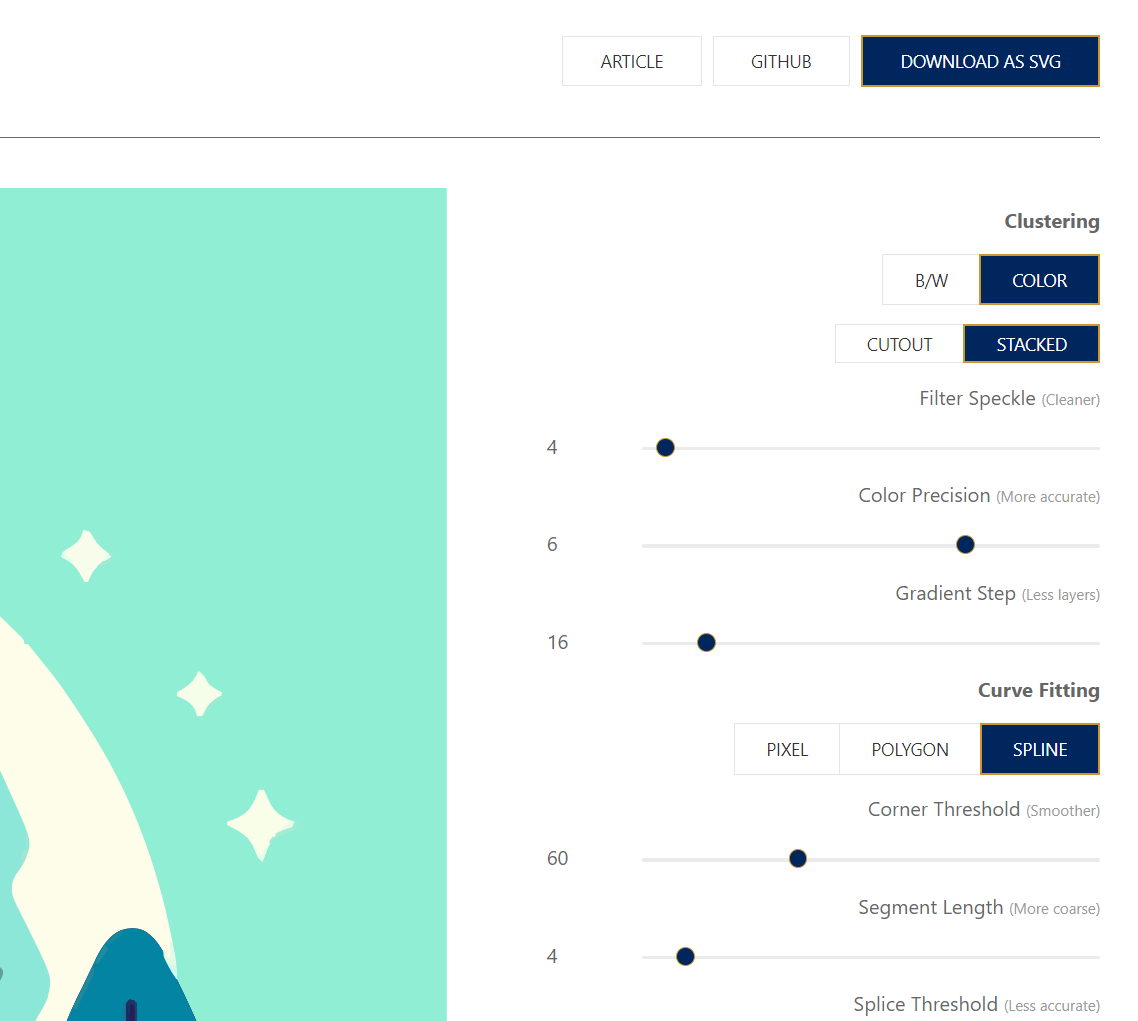 ARTICLE GITHUB DOWNLOAD AS SVG
Clustering
B/W COLOR
CUTOUT STACKED
Filter Speckle (Cleaner)
4
Color Precision (More accurate)
6
Gradient Step (Less layers)
16
Curve Fitting
PIXEL POLYGON SPLINE
Corner Threshold (Smoother)
60
Segment Length (More coarse)
4
Splice Threshold (Less accurate)